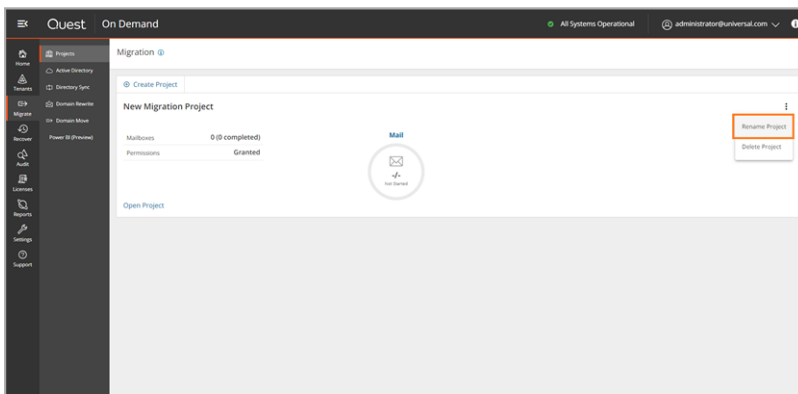 Quest On Demand
All Systems Operational
administrator@universal.com
Home
Tenants
Migrate
Recover
Audit
Licenses
Reports
Settings
Support
Projects
Active Directory
Directory Sync
Domain Rewrite
Domain Move
Power BI (Preview)
Migration
Create Project
New Migration Project
Rename Project
Delete Project
Mailboxes 0 (0 completed)
Permissions Granted
Mail
-/-
Not Started
Open Project